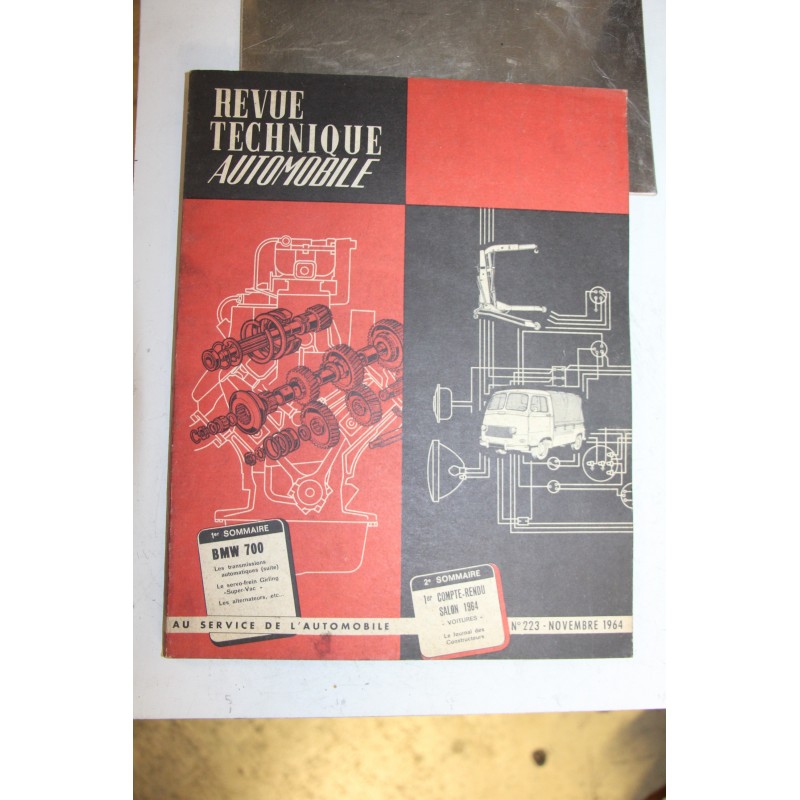 REVUE
TECHNIQUE
AUTOMOBILE
1er SOMMAIRE
BMW 700
Les transmissions
automatiques (suite)
Le servo-frein Girling
«Super-Vac»
Les alternateurs, etc...
2e SOMMAIRE
1er COMPTE-RENDU
SALON 1964
- VOITURES -
Le journal des
Constructeurs
AU SERVICE DE L'AUTOMOBILE
N° 223 - NOVEMBRE 1964